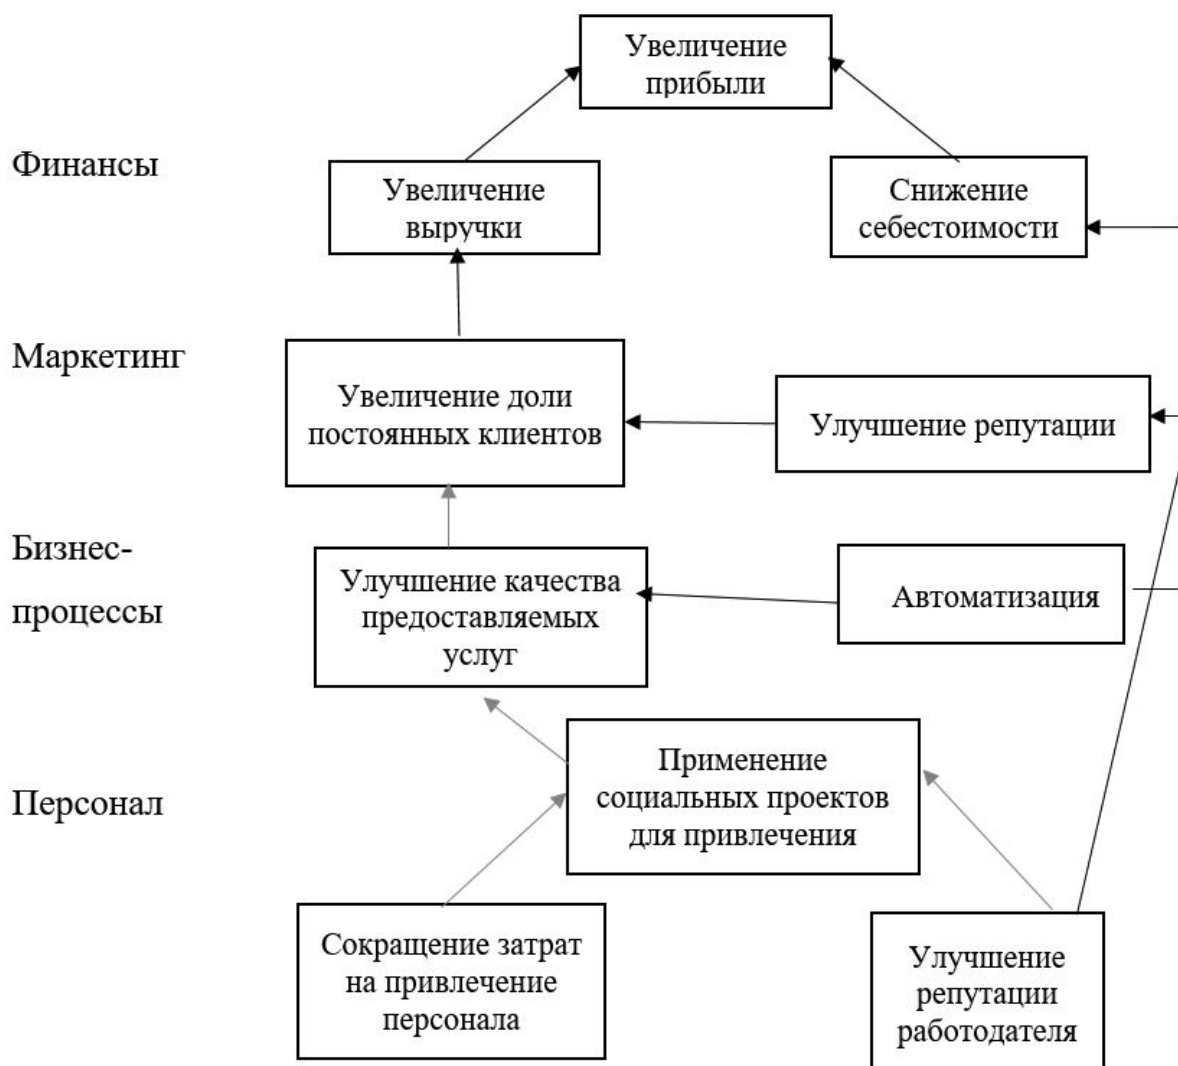 Увеличение
прибыли
Финансы
Увеличение
выручки
Снижение
себестоимости
Маркетинг
Увеличение доли
постоянных клиентов
Улучшение репутации
Бизнес-
процессы
Улучшение качества
предоставляемых
услуг
Автоматизация
Персонал
Применение
социальных проектов
для привлечения
Сокращение затрат
на привлечение
персонала
Улучшение
репутации
работодателя